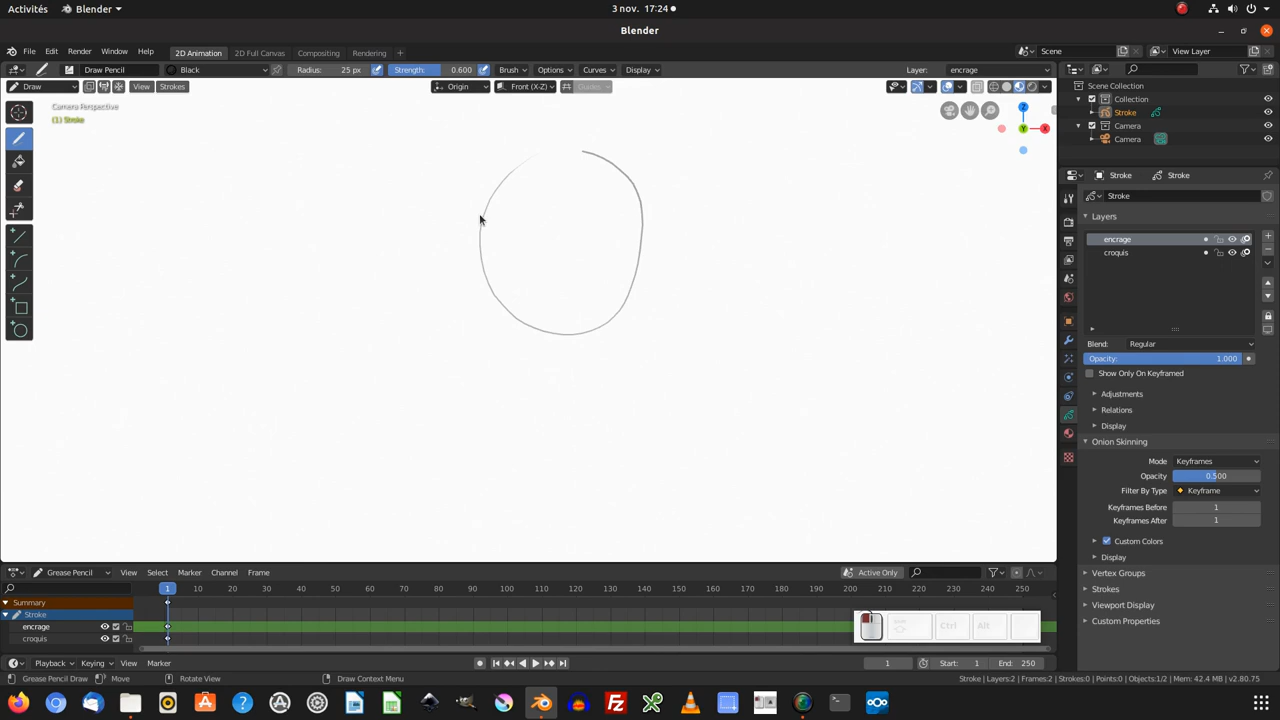 Activités
Blender
3 nov. 17:24
Blender
File Edit Render Window Help
2D Animation 2D Full Canvas Compositing Rendering +
Scene
View Layer
Draw Pencil
Black
Radius: 25 px
Strength: 0.600
Brush
Options
Curves
Display
Layer: encrage
Draw
View Strokes
Origin
Front (X-Z)
Guides
Camera Perspective
(1) Stroke
Z
Y
X
Scene Collection
Collection
Stroke
Camera
Camera
Stroke
Stroke
Stroke
Layers
encrage
croquis
Blend: Regular
Opacity: 1.000
Show Only On Keyframed
Adjustments
Relations
Display
Onion Skinning
Mode Keyframes
Opacity 0.500
Filter By Type Keyframe
Keyframes Before 1
Keyframes After 1
Custom Colors
Display
Vertex Groups
Strokes
Viewport Display
Custom Properties
Grease Pencil View Select Marker Channel Frame
Active Only
1 10 20 30 40 50 60 70 80 90 100 110 120 130 140 150 160 170 180 190 200 210 220 230 240 250
Summary
Stroke
encrage
croquis
Ctrl Alt
Playback Keying View Marker
1
Start: 1
End: 250
Grease Pencil Draw
Move
Rotate View
Draw Context Menu
Stroke | Layers:2 | Frames:2 | Strokes:0 | Points:0 | Objects:1/2 | Mem: 42.4 MB | v2.80.75